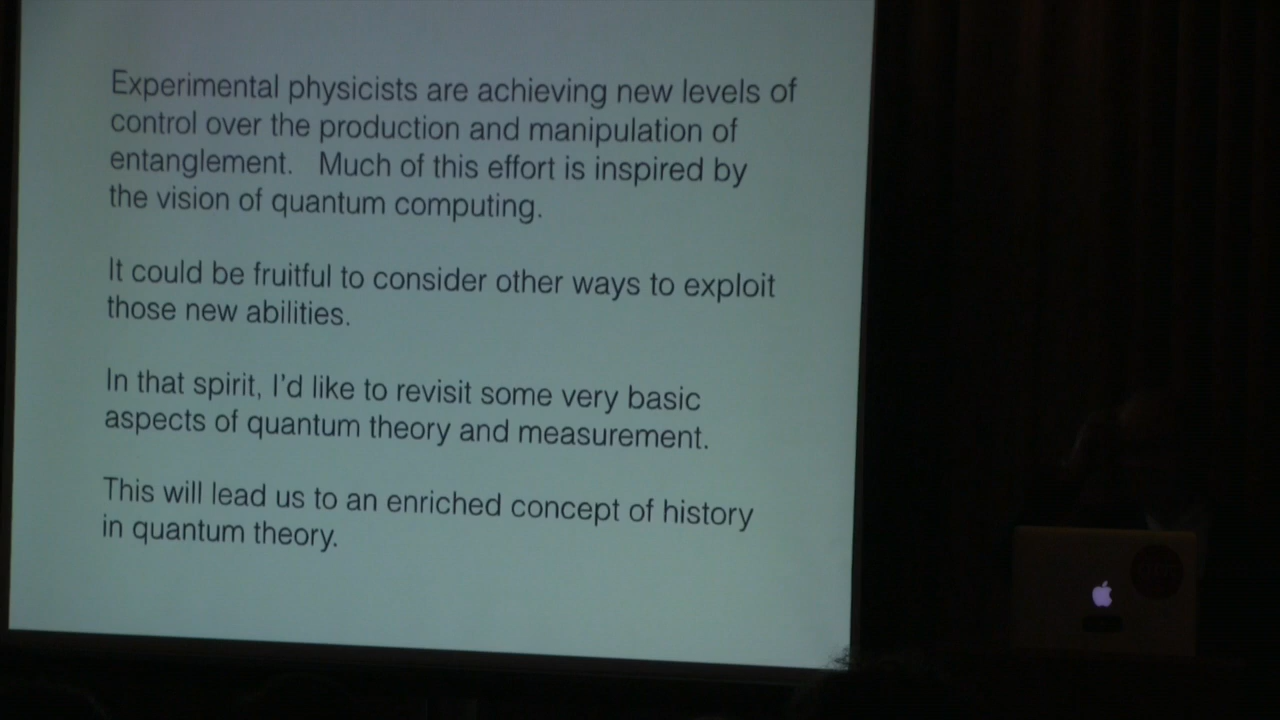 Experimental physicists are achieving new levels of
control over the production and manipulation of
entanglement. Much of this effort is inspired by
the vision of quantum computing.
It could be fruitful to consider other ways to exploit
those new abilities.
In that spirit, I'd like to revisit some very basic
aspects of quantum theory and measurement.
This will lead us to an enriched concept of history
in quantum theory.